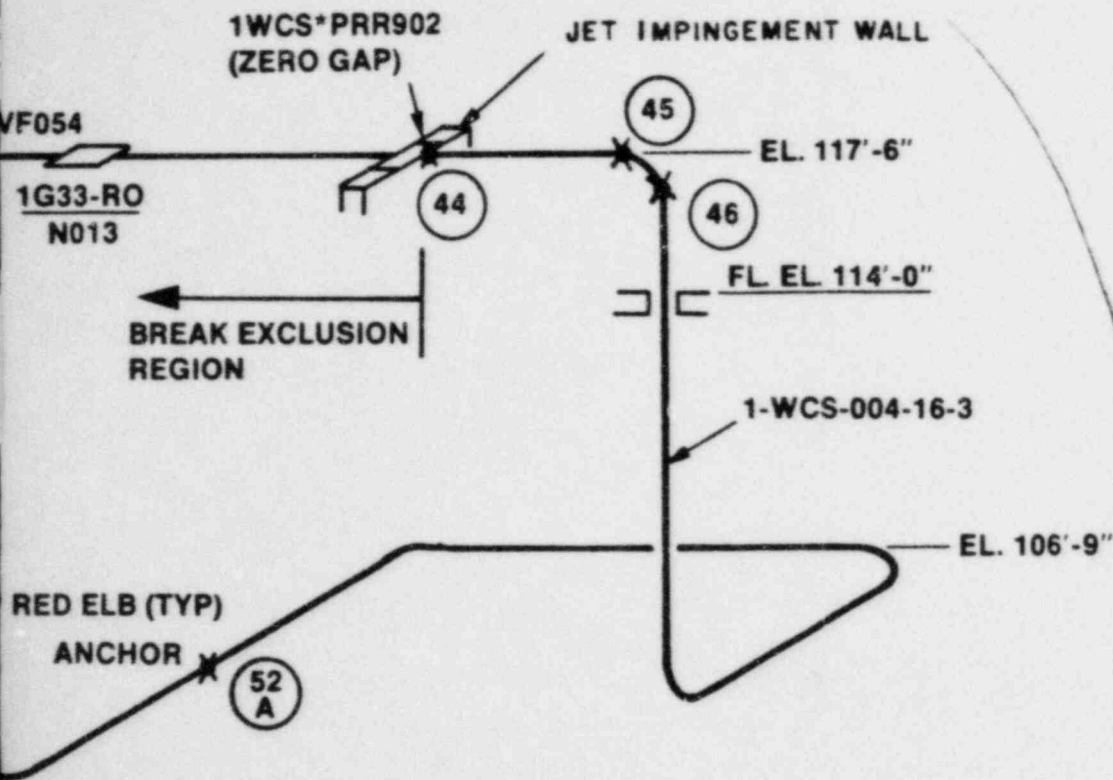 1WCS*PRR902
(ZERO GAP)
JET IMPINGEMENT WALL
VF054
45
EL. 117'-6"
1G33-RO
N013
44
46
FL. EL. 114'-0"
BREAK EXCLUSION
REGION
1-WCS-004-16-3
EL. 106'-9"
RED ELB (TYP)
ANCHOR
52
A